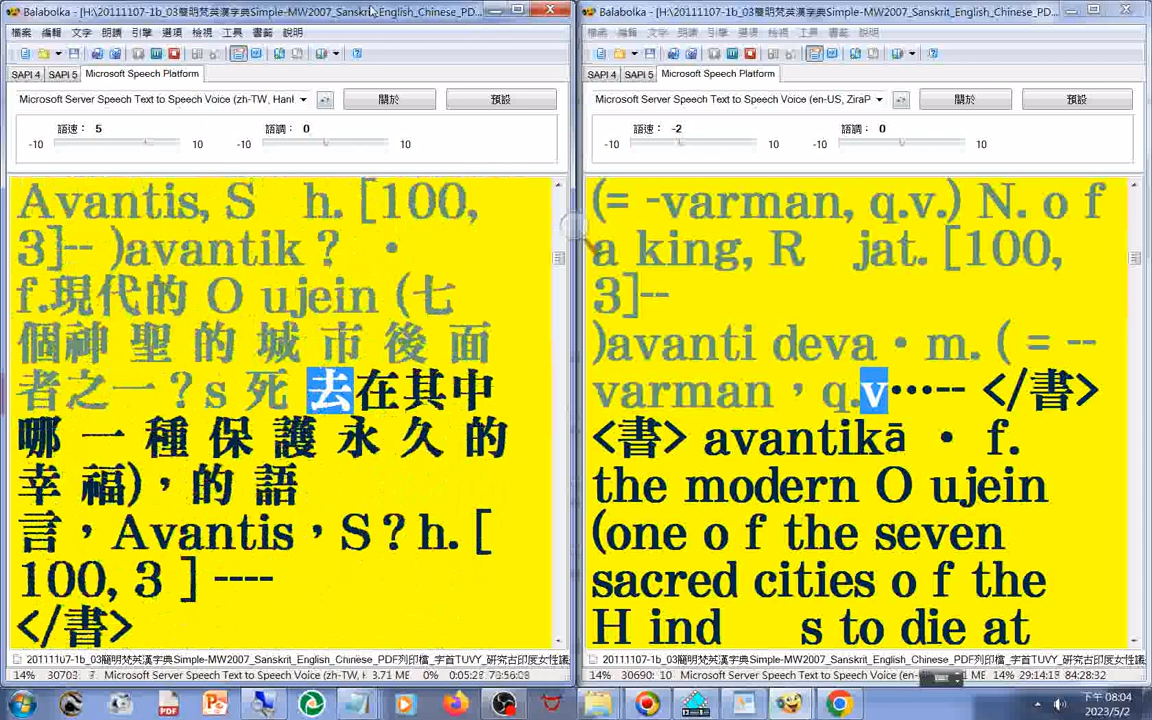 Balabolka - [H:\20111107-1b_03簡明梵英漢字典Simple-MW2007_Sanskrit_English_Chinese_PD...
檔案 編輯 文字 朗讀 引擎 選項 檢視 工具 書籤 說明
SAPI 4 SAPI 5 Microsoft Speech Platform
Microsoft Server Speech Text to Speech Voice (zh-TW, Hanl
關於 預設
語速： 5 語調： 0
-10 10 -10 10
Avantis, S h. [100,
3]-- )avantik ? •
f.現代的 O ujein (七
個神 聖 的 城 市 後 面
者之一？s 死 去在其中
哪 一 種 保 護 永 久 的
幸 福)，的 語
言，Avantis，S？h. [
100, 3 ] ----
</書>
20111107-1b_03簡明梵英漢字典Simple-MW2007_Sanskrit_English_Chinese_PDF列印檔_字首TUVY_研究古印度女性議
14% 30703: 7 Microsoft Speech Platform Microsoft Server Speech Text to Speech Voice (zh-TW, H 3.71 MB 0%
Balabolka - [H:\20111107-1b_03簡明梵英漢字典Simple-MW2007_Sanskrit_English_Chinese_PD...
檔案 編輯 文字 朗讀 引擎 選項 檢視 工具 書籤 說明
SAPI 4 SAPI 5 Microsoft Speech Platform
Microsoft Server Speech Text to Speech Voice (en-US, ZiraP
關於 預設
語速： -2 語調： 0
-10 10 -10 10
(= -varman, q.v.) N. o f
a king, R jat. [100,
3]--
)avanti deva • m. ( = --
varman，q.v…-- </書>
<書> avantikā • f.
the modern O ujein
(one o f the seven
sacred cities o f the
H ind s to die at
20111107-1b_03簡明梵英漢字典Simple-MW2007_Sanskrit_English_Chinese_PDF列印檔_字首TUVY_研究古印度女性議
14% 30690: 10 Microsoft Server Speech Text to Speech Voice 14% 29:14:15 84:28:32
下午 08:04
2023/5/2